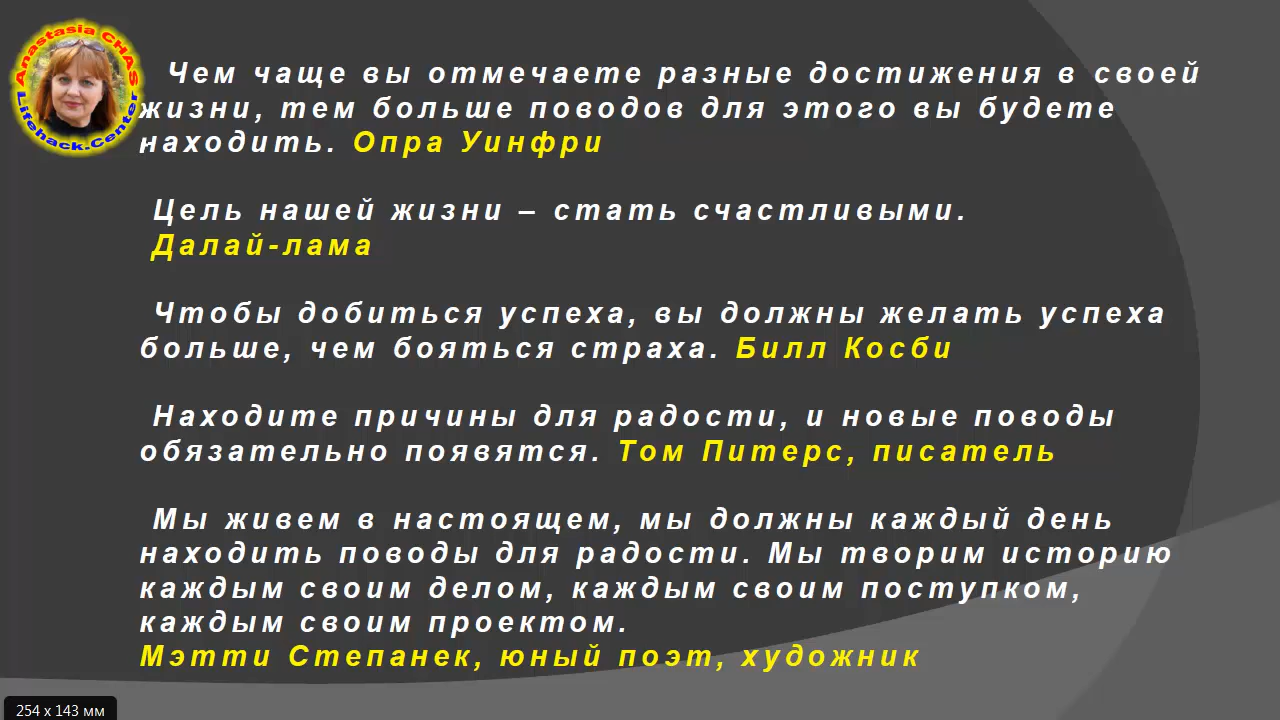 Anastasia CHAS
Lifehack.Center
Чем чаще вы отмечаете разные достижения в своей
жизни, тем больше поводов для этого вы будете
находить. Опра Уинфри
Цель нашей жизни – стать счастливыми.
Далай-лама
Чтобы добиться успеха, вы должны желать успеха
больше, чем бояться страха. Билл Косби
Находите причины для радости, и новые поводы
обязательно появятся. Том Питерс, писатель
Мы живем в настоящем, мы должны каждый день
находить поводы для радости. Мы творим историю
каждым своим делом, каждым своим поступком,
каждым своим проектом.
Мэтти Степанек, юный поэт, художник
254 x 143 мм